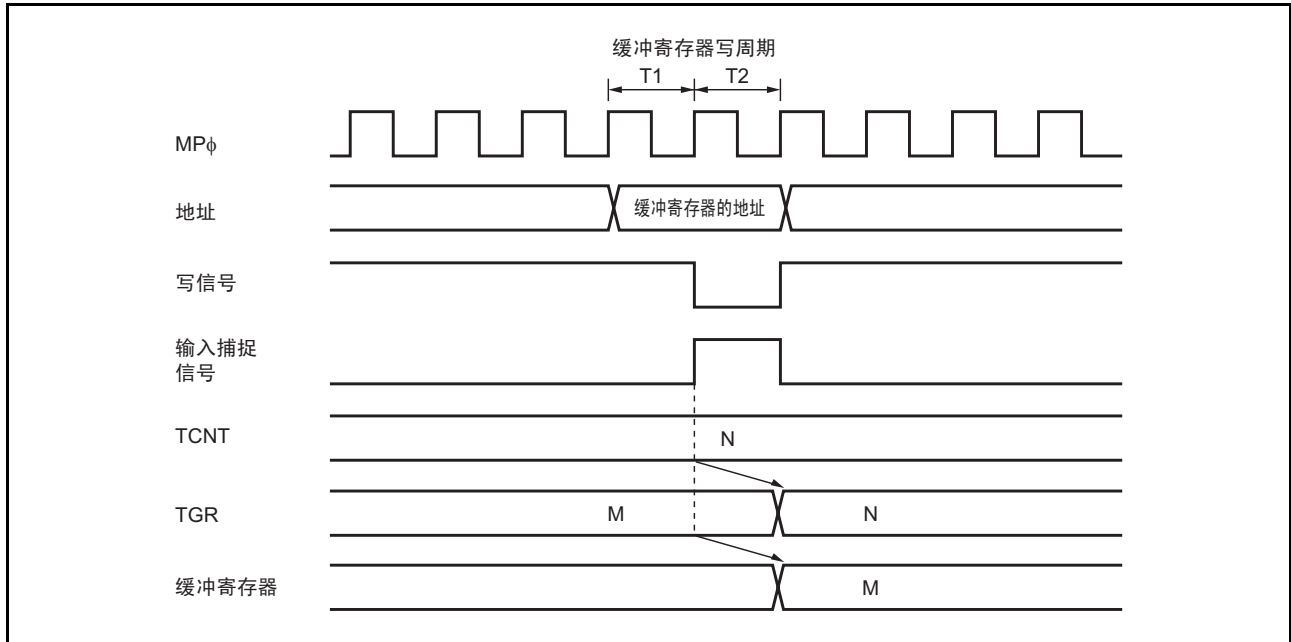 缓冲寄存器写周期
T1 T2
MPϕ
地址 缓冲寄存器的地址
写信号
输入捕捉
信号
TCNT N
TGR M N
缓冲寄存器 M